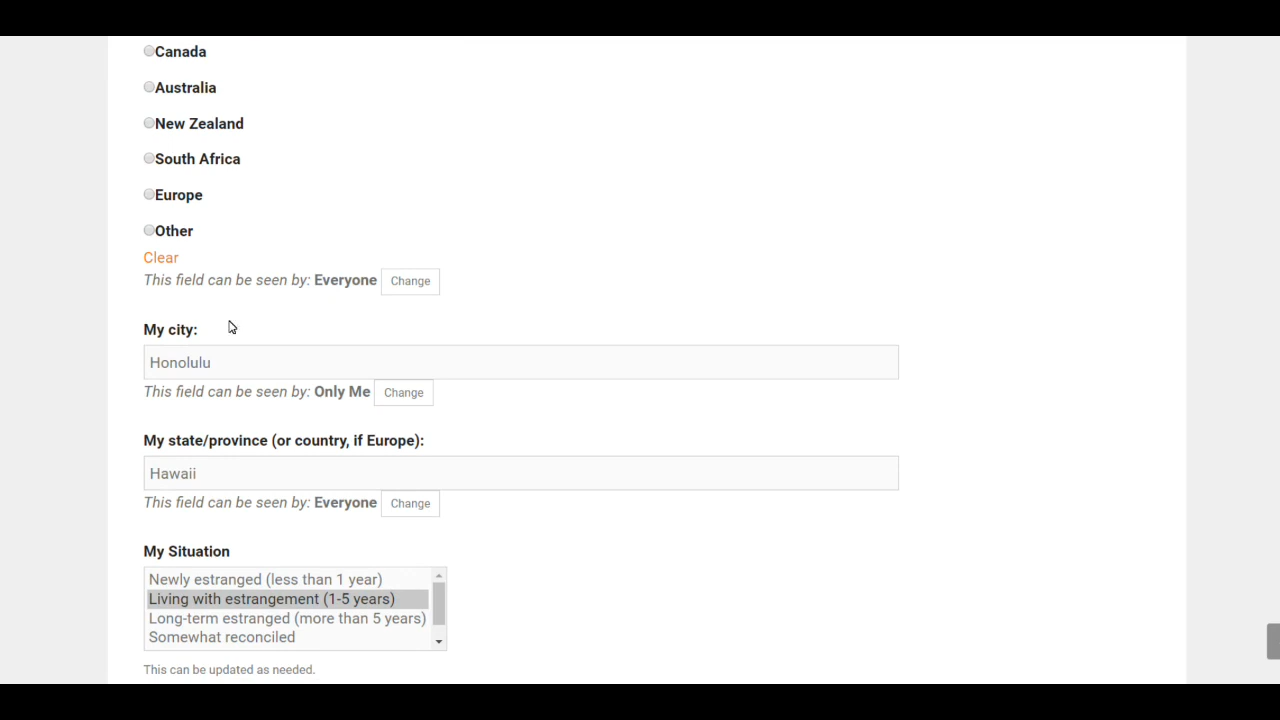 Canada
Australia
New Zealand
South Africa
Europe
Other
Clear
This field can be seen by: Everyone Change
My city:
Honolulu
This field can be seen by: Only Me Change
My state/province (or country, if Europe):
Hawaii
This field can be seen by: Everyone Change
My Situation
Newly estranged (less than 1 year)
Living with estrangement (1-5 years)
Long-term estranged (more than 5 years)
Somewhat reconciled
This can be updated as needed.